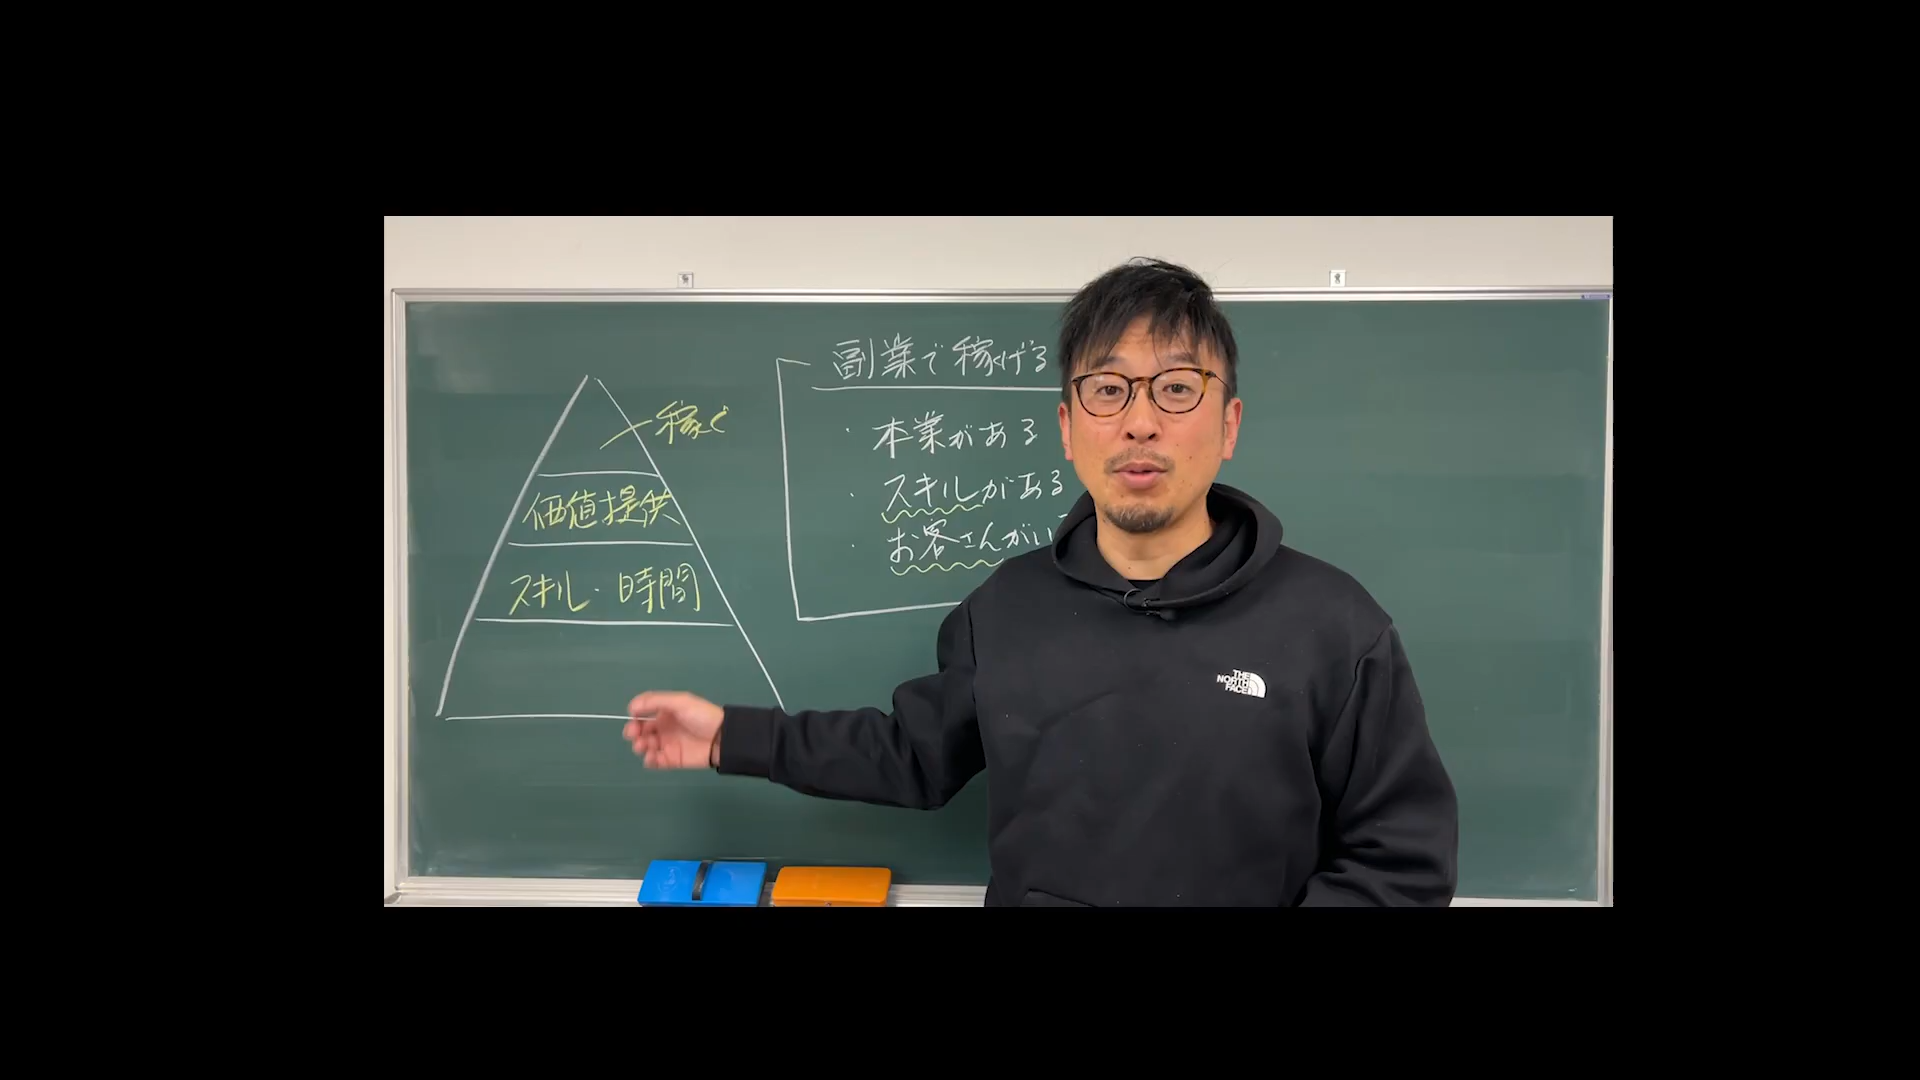 稼ぐ
価値提供
スキル・時間
副業で稼げる
・本業がある
・スキルがある
・お客さんがい
THE
NORTH
FACE